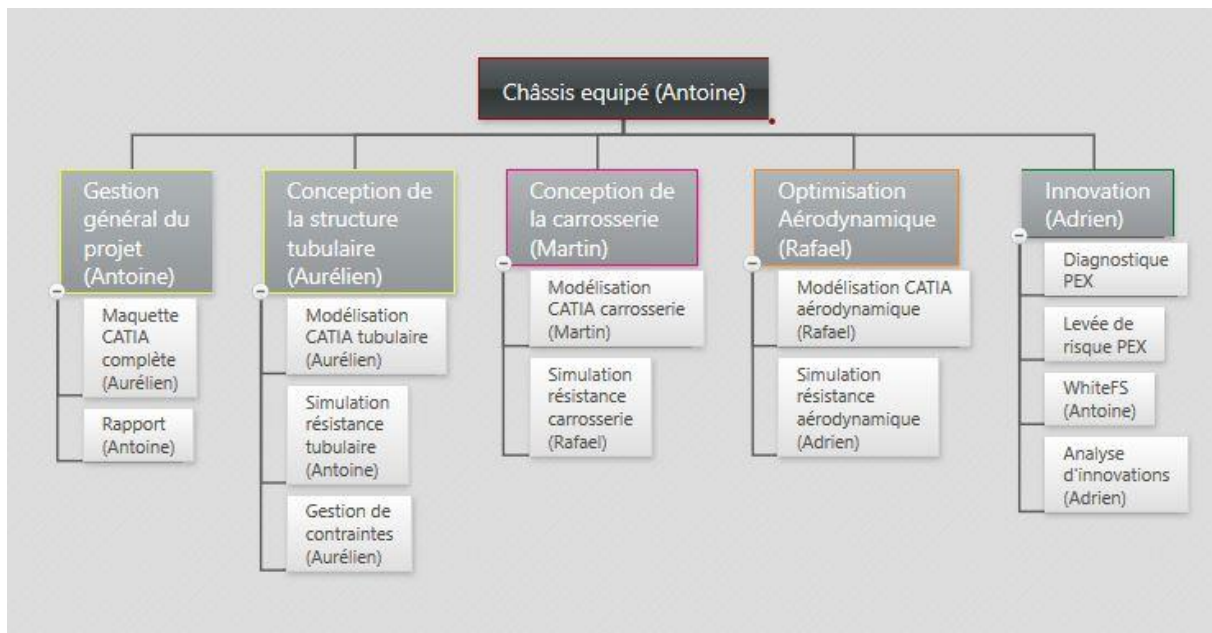 Châssis equipé (Antoine)
Gestion
général du
projet
(Antoine)
Maquette
CATIA
complète
(Aurélien)
Rapport
(Antoine)
Conception de
la structure
tubulaire
(Aurélien)
Modélisation
CATIA tubulaire
(Aurélien)
Simulation
résistance
tubulaire
(Antoine)
Gestion de
contraintes
(Aurélien)
Conception de
la carrosserie
(Martin)
Modélisation
CATIA carrosserie
(Martin)
Simulation
résistance
carrosserie
(Rafael)
Optimisation
Aérodynamique
(Rafael)
Modélisation CATIA
aérodynamique
(Rafael)
Simulation
résistance
aérodynamique
(Adrien)
Innovation
(Adrien)
Diagnostique
PEX
Levée de
risque PEX
WhiteFS
(Antoine)
Analyse
d'innovations
(Adrien)